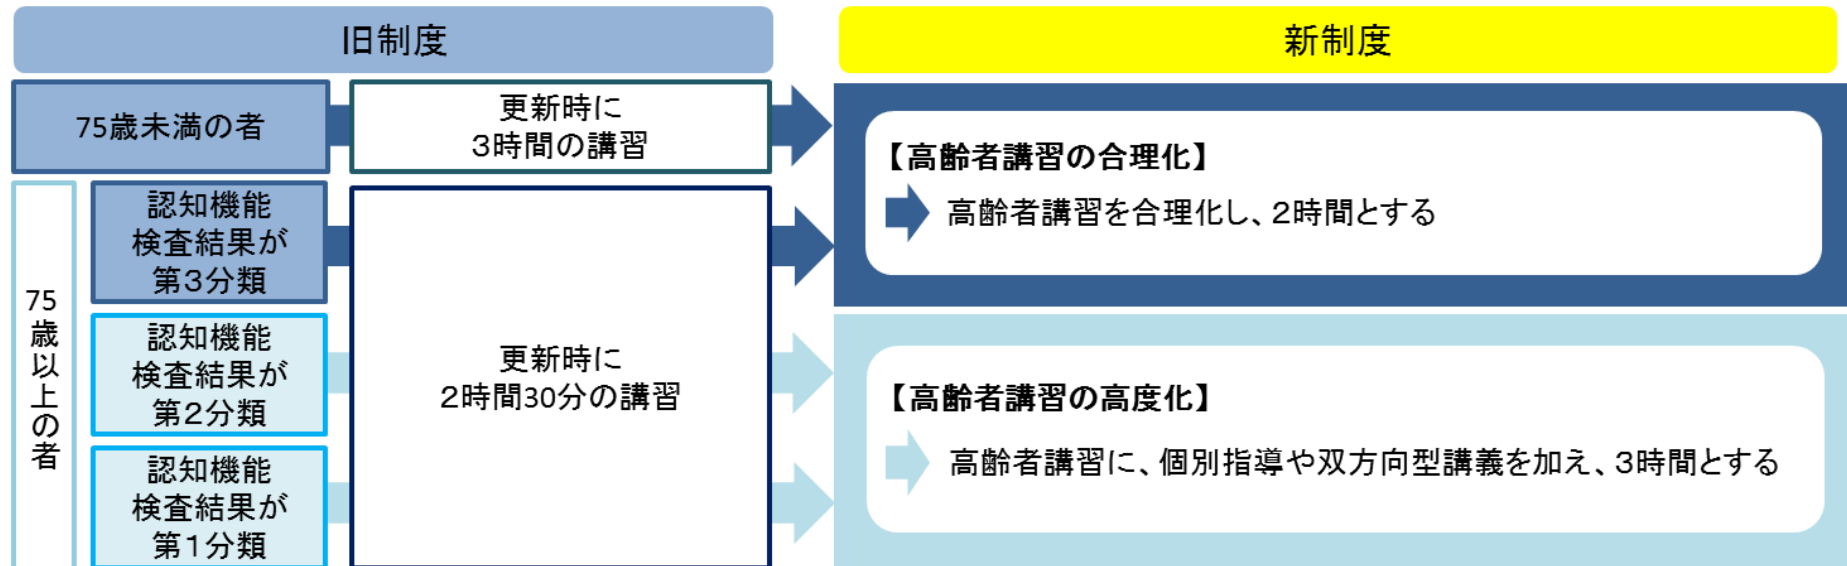 旧制度
新制度
75歳未満の者
更新時に
3時間の講習
【高齢者講習の合理化】
高齢者講習を合理化し、2時間とする
75歳以上の者
認知機能
検査結果が
第3分類
認知機能
検査結果が
第2分類
認知機能
検査結果が
第1分類
更新時に
2時間30分の講習
【高齢者講習の高度化】
高齢者講習に、個別指導や双方向型講義を加え、3時間とする